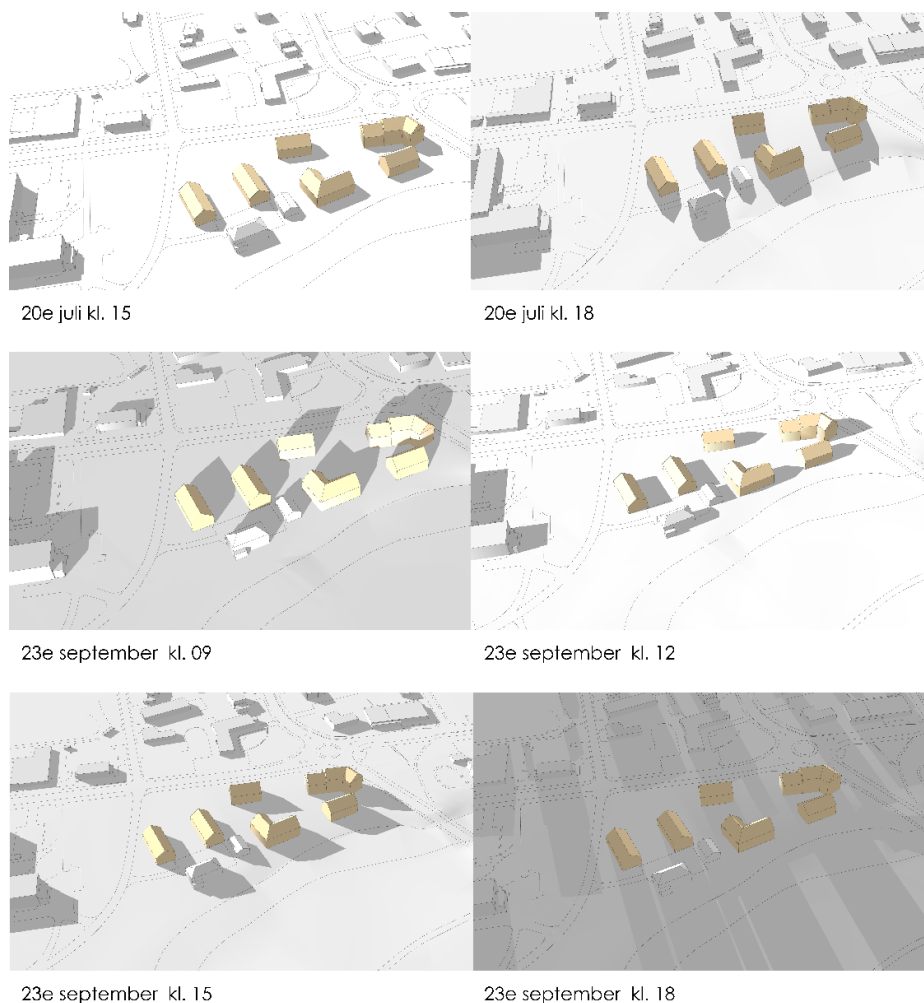 20e juli kl. 15
20e juli kl. 18
23e september kl. 09
23e september kl. 12
23e september kl. 15
23e september kl. 18